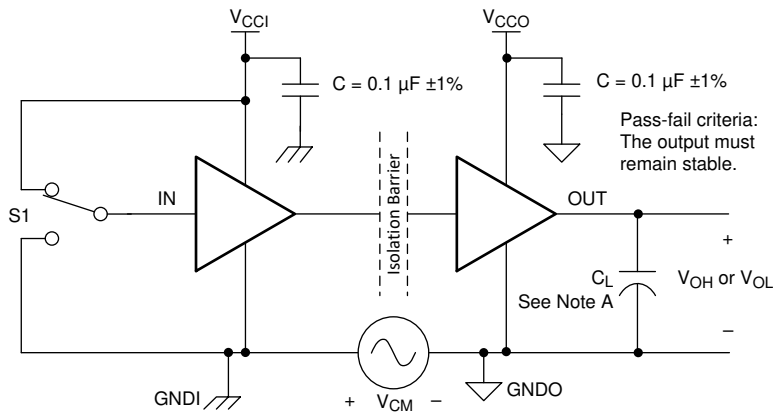 VCCI
VCCO
C = 0.1 µF ±1%
C = 0.1 µF ±1%
Pass-fail criteria:
The output must
remain stable.
S1
IN
Isolation Barrier
OUT
+
CL
See Note A
VOH or VOL
–
GNDI
+ VCM –
GNDO